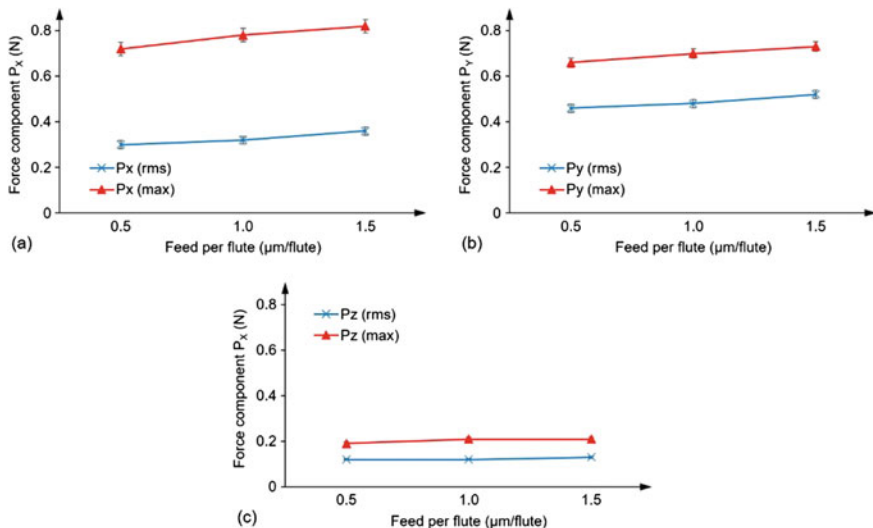 Force component PX (N)
0.8
0.6
0.4
0.2
0
Px (rms)
Px (max)
0.5 1.0 1.5
Feed per flute (µm/flute)
(a)
Force component PY (N)
0.8
0.6
0.4
0.2
0
Py (rms)
Py (max)
0.5 1.0 1.5
Feed per flute (µm/flute)
(b)
Force component PX (N)
0.8
0.6
0.4
0.2
0
Pz (rms)
Pz (max)
0.5 1.0 1.5
Feed per flute (µm/flute)
(c)